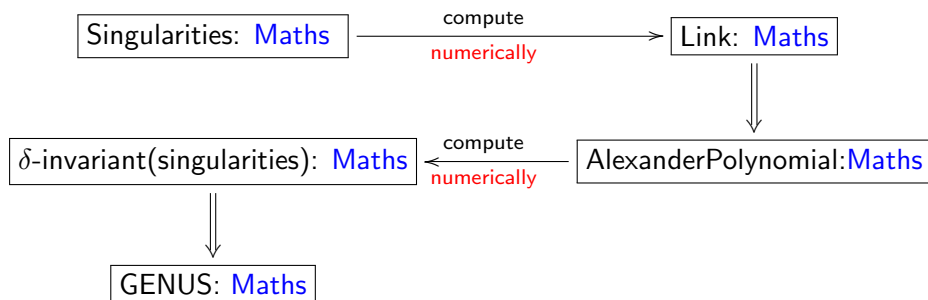 compute
Singularities: Maths
Link: Maths
numerically
compute
δ-invariant(singularities): Maths
AlexanderPolynomial:Maths
numerically
GENUS: Maths